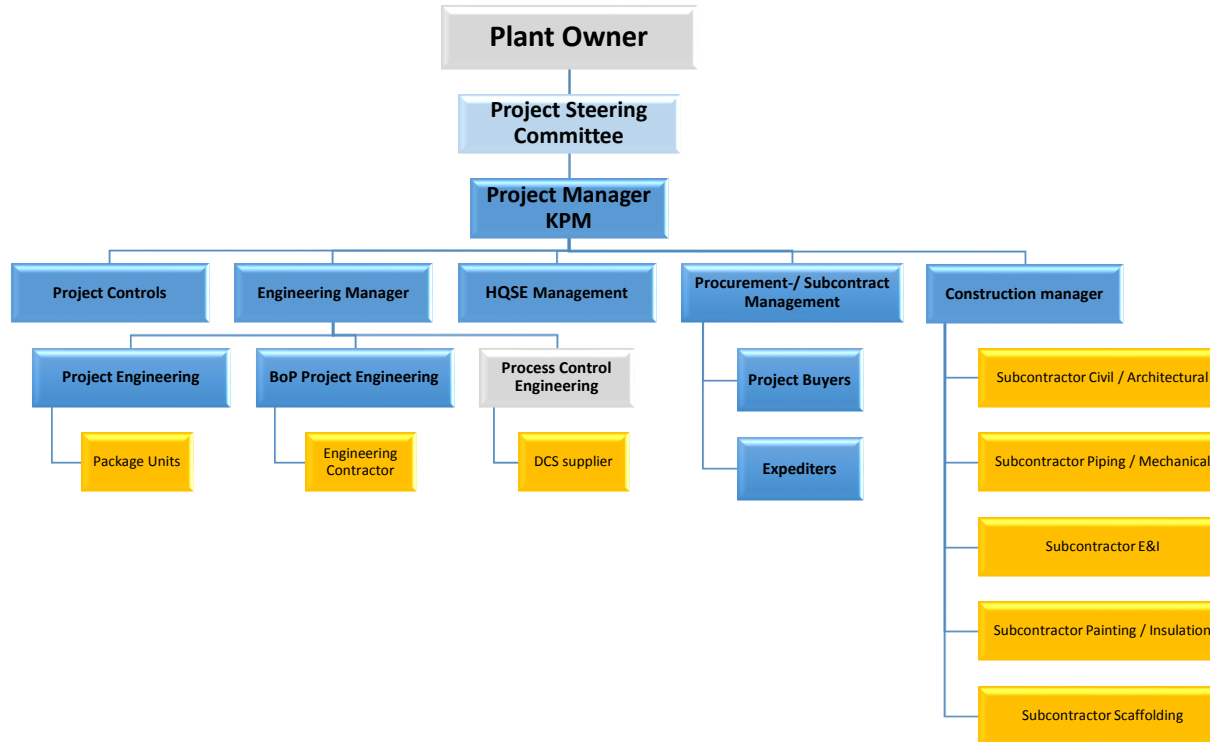 Plant Owner
Project Steering
Committee
Project Manager
KPM
Project Controls
Engineering Manager
HQSE Management
Procurement-/ Subcontract
Management
Construction manager
Project Engineering
BoP Project Engineering
Process Control
Engineering
Project Buyers
Subcontractor Civil / Architectural
Package Units
Engineering
Contractor
DCS supplier
Expediters
Subcontractor Piping / Mechanical
Subcontractor E&I
Subcontractor Painting / Insulation
Subcontractor Scaffolding